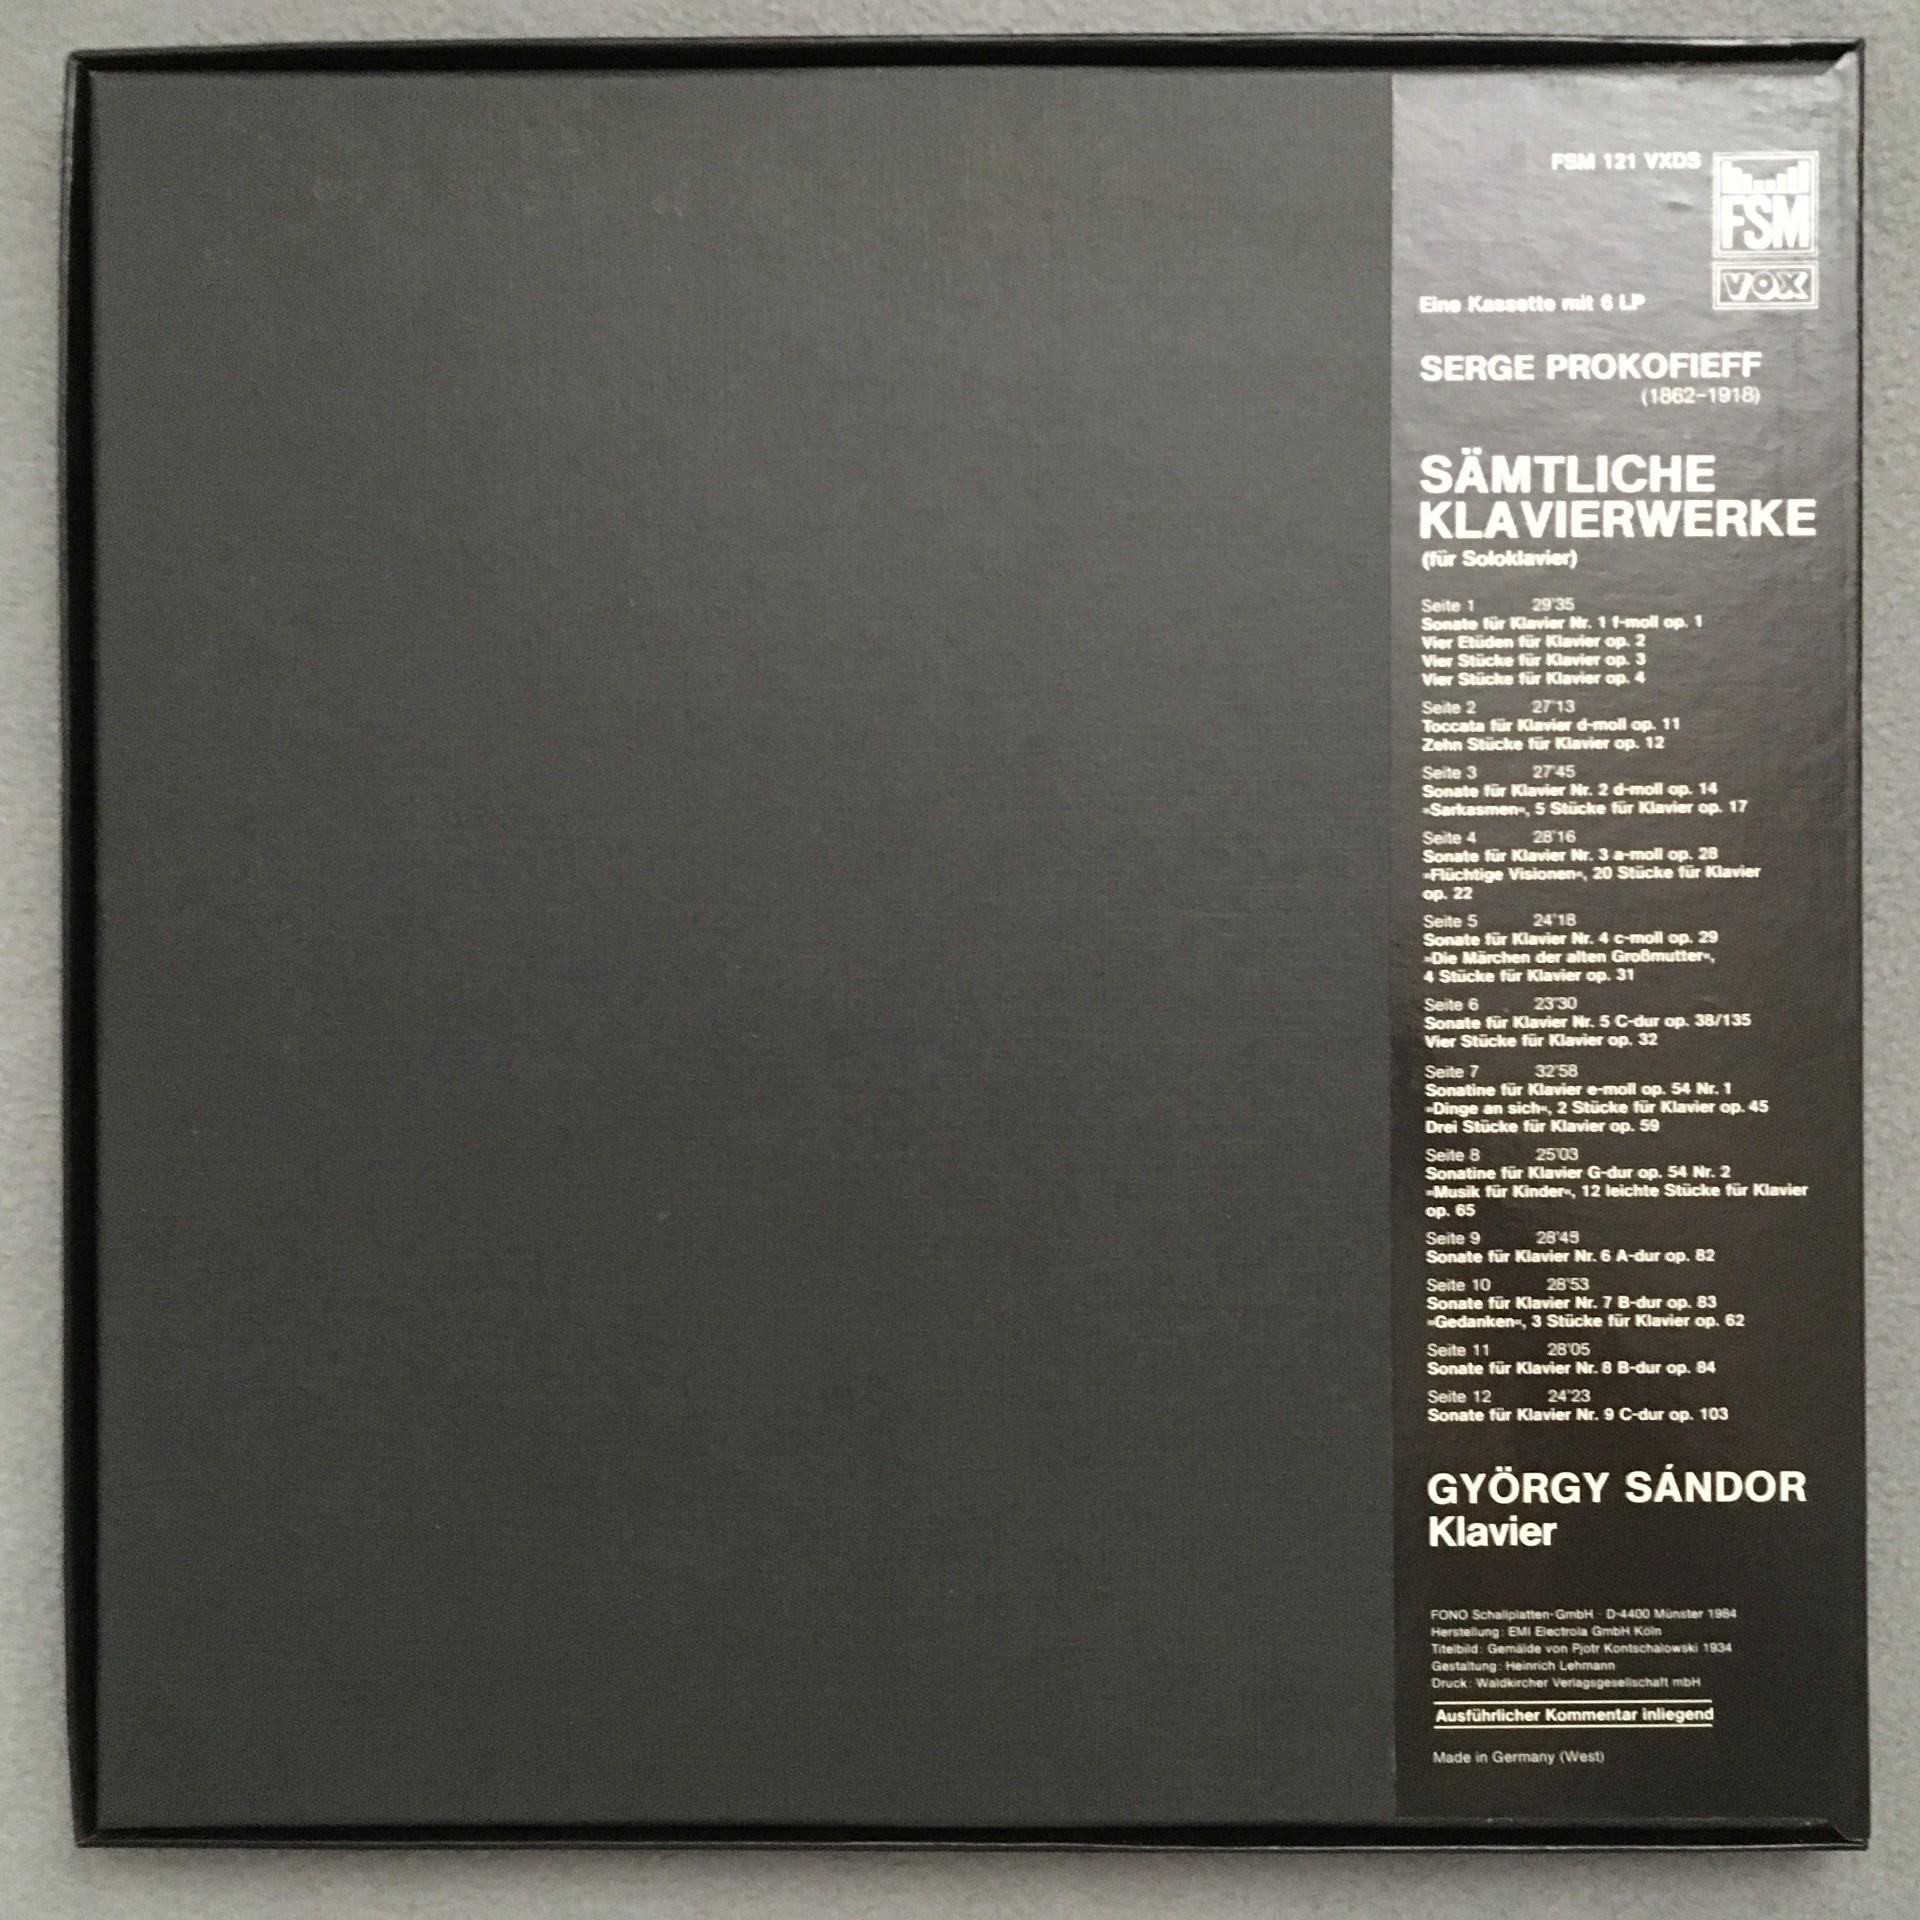 FSM 121 VXDS
FSM
VOX
Eine Kassette mit 6 LP
SERGE PROKOFIEFF
(1862–1918)
SÄMTLICHE
KLAVIERWERKE
(für Soloklavier)
Seite 1 29'35
Sonate für Klavier Nr. 1 f-moll op. 1
Vier Etüden für Klavier op. 2
Vier Stücke für Klavier op. 3
Vier Stücke für Klavier op. 4
Seite 2 27'13
Toccata für Klavier d-moll op. 11
Zehn Stücke für Klavier op. 12
Seite 3 27'45
Sonate für Klavier Nr. 2 d-moll op. 14
»Sarkasmen«, 5 Stücke für Klavier op. 17
Seite 4 28'16
Sonate für Klavier Nr. 3 a-moll op. 28
»Flüchtige Visionen«, 20 Stücke für Klavier
op. 22
Seite 5 24'18
Sonate für Klavier Nr. 4 c-moll op. 29
»Die Märchen der alten Großmutter«,
4 Stücke für Klavier op. 31
Seite 6 23'30
Sonate für Klavier Nr. 5 C-dur op. 38/135
Vier Stücke für Klavier op. 32
Seite 7 32'58
Sonatine für Klavier e-moll op. 54 Nr. 1
»Dinge an sich«, 2 Stücke für Klavier op. 45
Drei Stücke für Klavier op. 59
Seite 8 25'03
Sonatine für Klavier G-dur op. 54 Nr. 2
»Musik für Kinder«, 12 leichte Stücke für Klavier
op. 65
Seite 9 28'48
Sonate für Klavier Nr. 6 A-dur op. 82
Seite 10 28'53
Sonate für Klavier Nr. 7 B-dur op. 83
»Gedanken«, 3 Stücke für Klavier op. 62
Seite 11 28'05
Sonate für Klavier Nr. 8 B-dur op. 84
Seite 12 24'23
Sonate für Klavier Nr. 9 C-dur op. 103
GYÖRGY SÁNDOR
Klavier
FONO Schallplatten-GmbH · D-4400 Münster 1984
Herstellung: EMI Electrola GmbH Köln
Titelbild: Gemälde von Pjotr Kontschalowski 1934
Gestaltung: Heinrich Lehmann
Druck: Waldkircher Verlagsgesellschaft mbH
Ausführlicher Kommentar inliegend
Made in Germany (West)